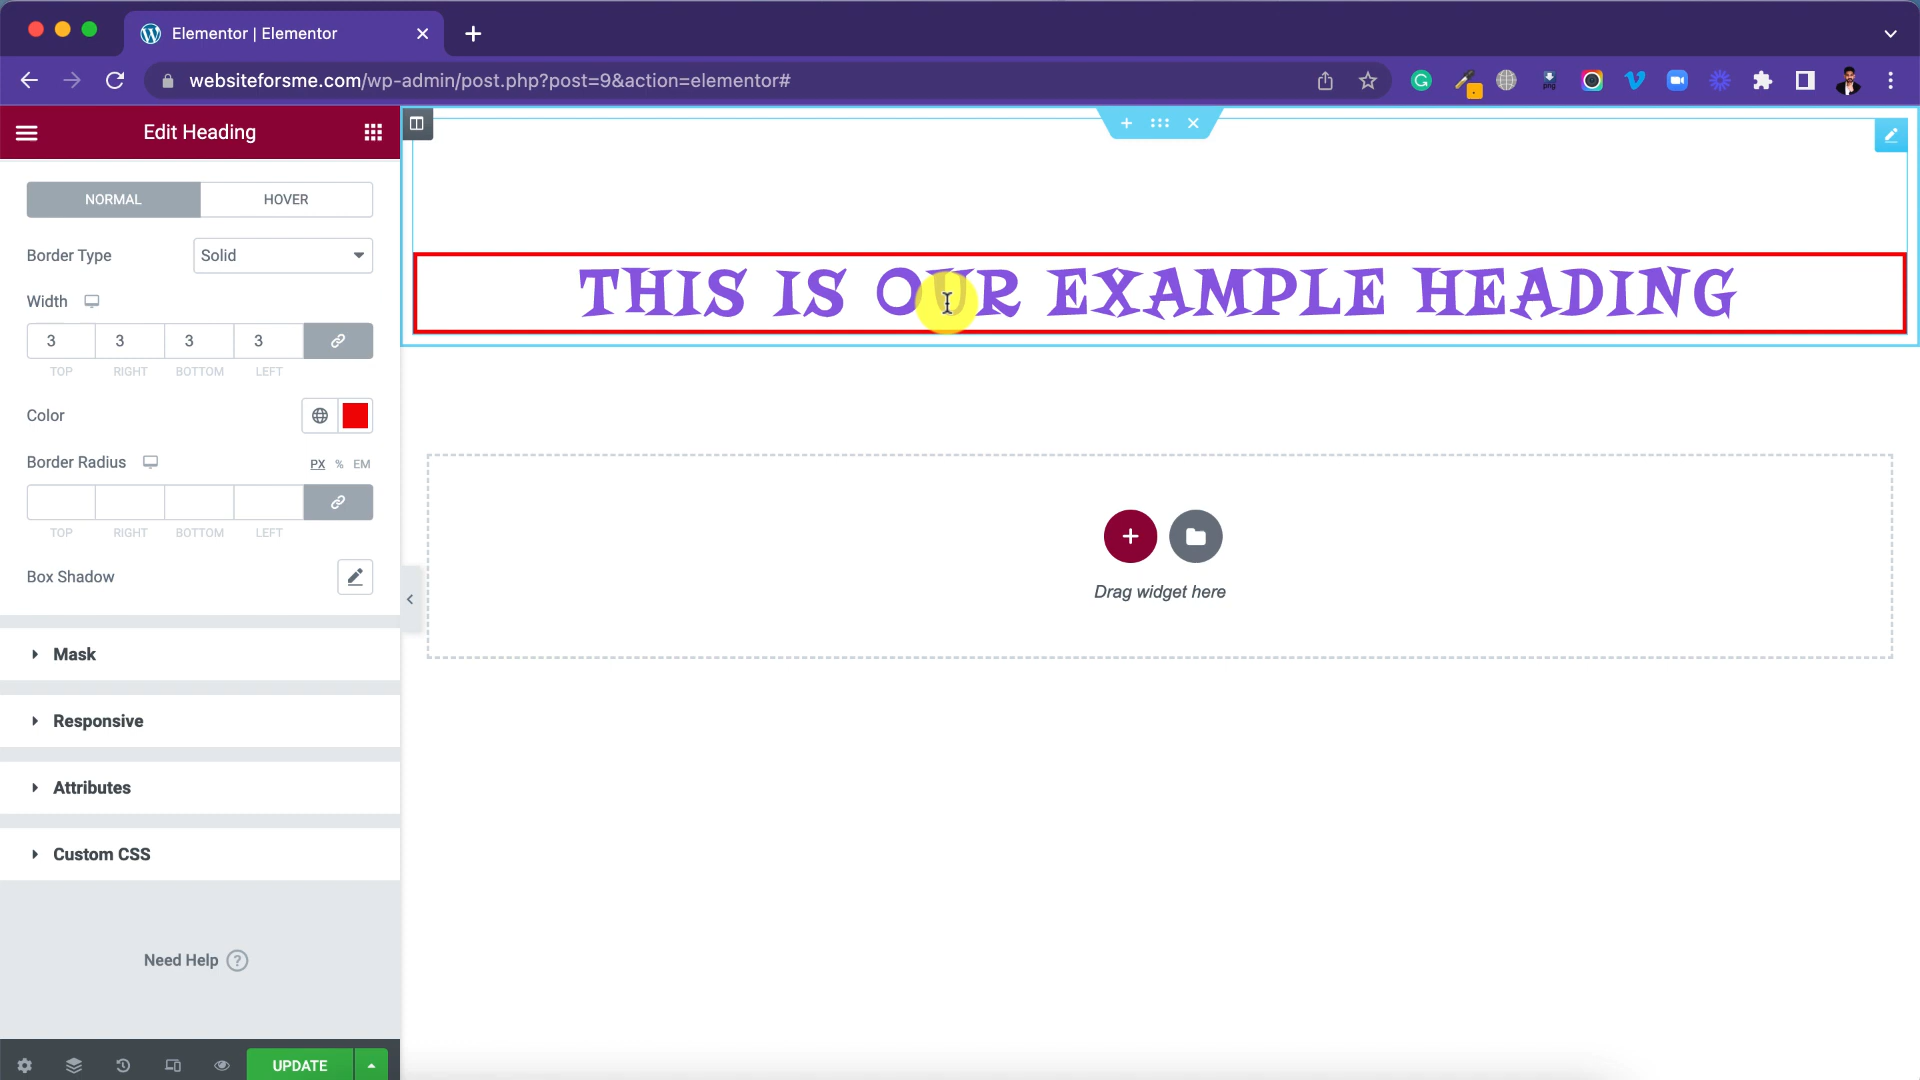 Elementor | Elementor
websiteforsme.com/wp-admin/post.php?post=9&action=elementor#
Edit Heading
NORMAL HOVER
Border Type Solid
Width
3 3 3 3
TOP RIGHT BOTTOM LEFT
Color
Border Radius PX % EM
TOP RIGHT BOTTOM LEFT
Box Shadow
Mask
Responsive
Attributes
Custom CSS
Need Help ?
UPDATE
THIS IS OUR EXAMPLE HEADING
Drag widget here